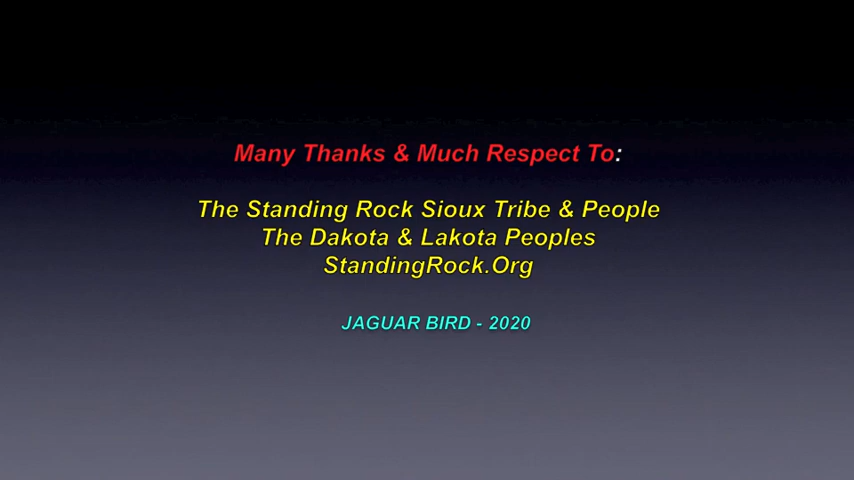 Many Thanks & Much Respect To:
The Standing Rock Sioux Tribe & People
The Dakota & Lakota Peoples
StandingRock.Org
JAGUAR BIRD - 2020